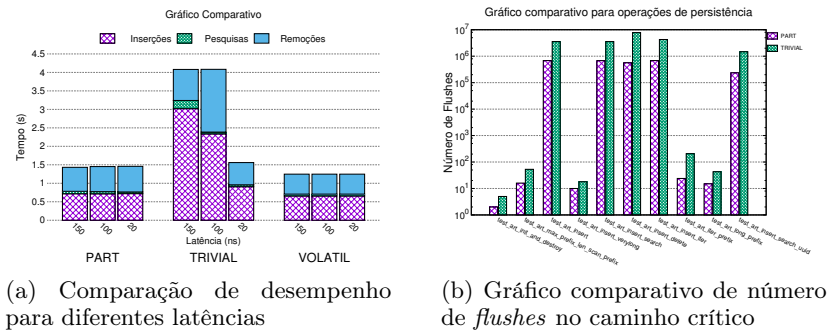 Gráfico Comparativo
Inserções Pesquisas Remoções
Tempo (s)
4.5
4
3.5
3
2.5
2
1.5
1
0.5
0
150 100 20 150 100 20 150 100 20
Latência (ns)
PART TRIVIAL VOLATIL
(a) Comparação de desempenho
para diferentes latências
Gráfico comparativo para operações de persistência
PART
TRIVIAL
Número de Flushes
10^7
10^6
10^5
10^4
10^3
10^2
10^1
10^0
test_art_init_and_destroy
test_art_max_prefix_len_scan_prefix
test_art_insert
test_art_insert_verylong
test_art_insert_search
test_art_insert_delete
test_art_insert_iter
test_art_iter_prefix
test_art_long_prefix
test_art_insert_search_uuid
(b) Gráfico comparativo de número
de flushes no caminho crítico